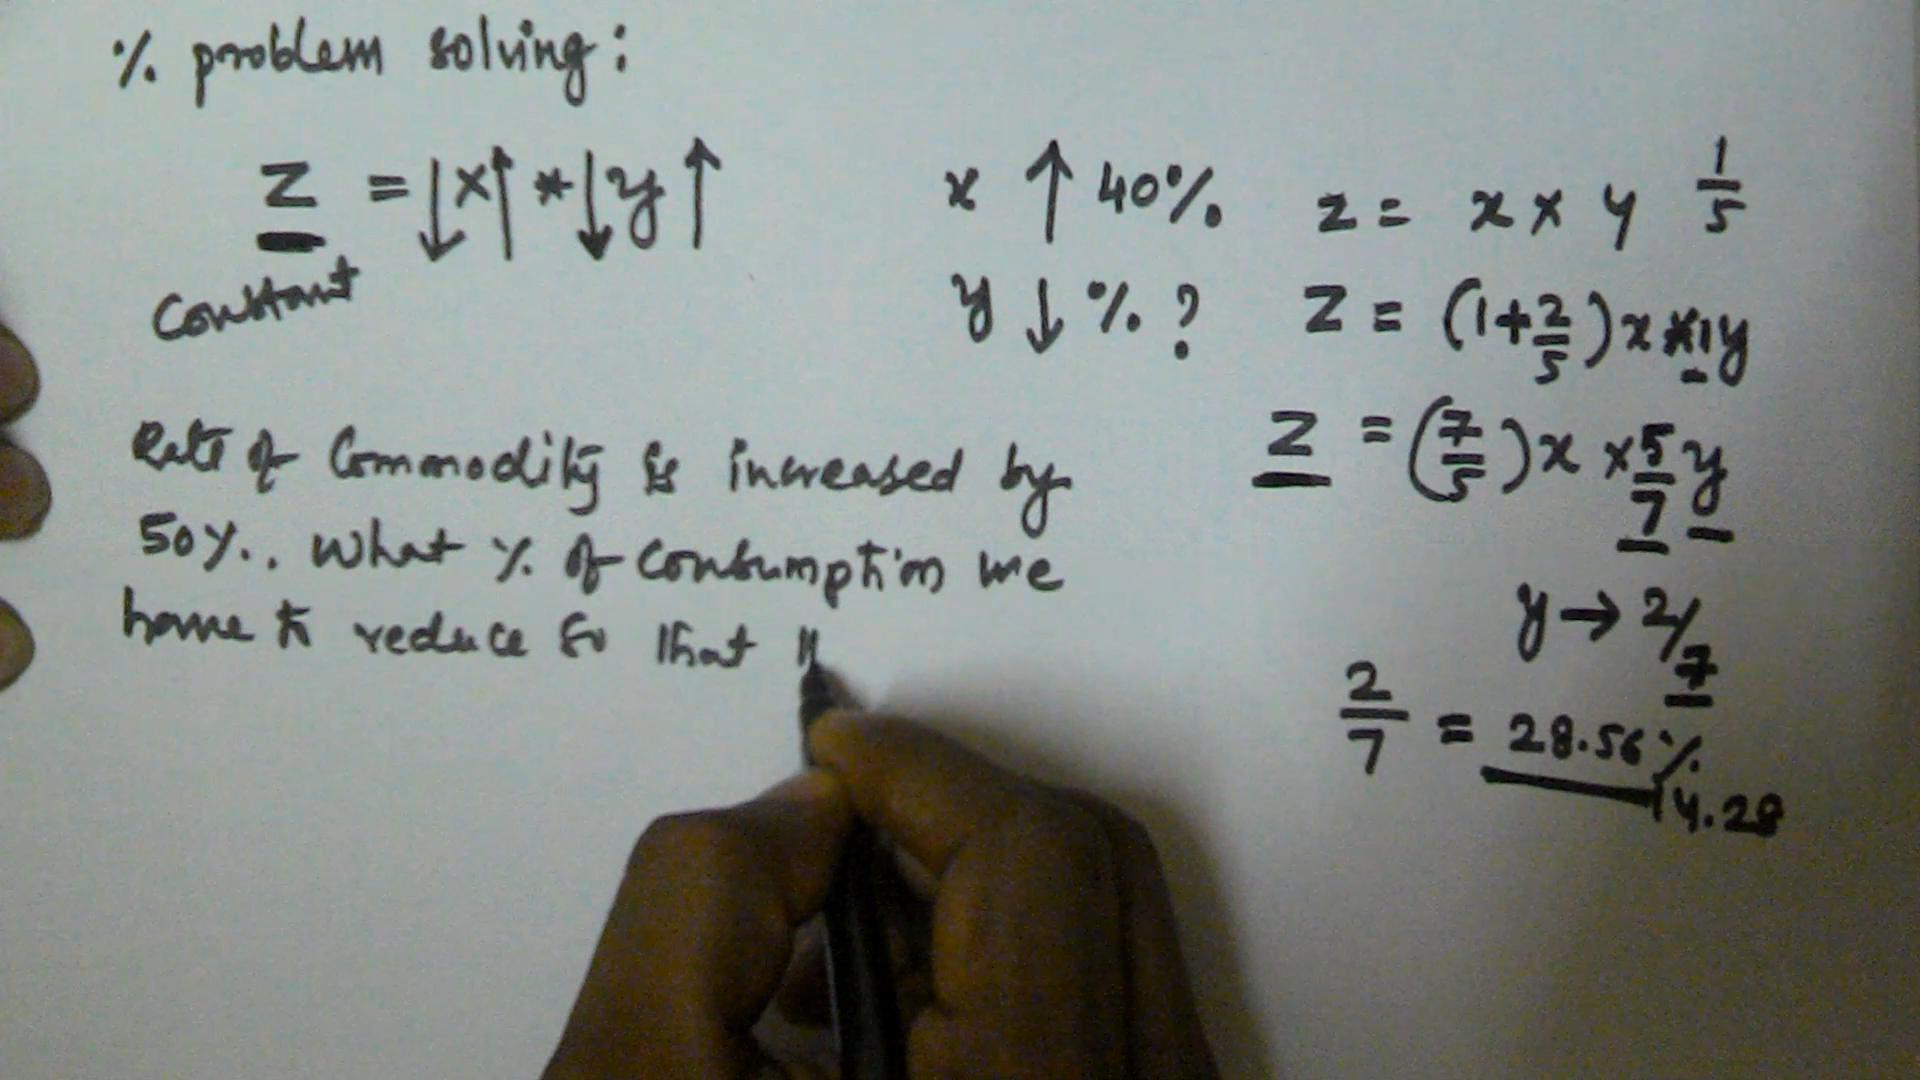 % problem solving:
Z = ↓x↑ * ↓y↑
Constant
x ↑ 40%.
y ↓ %. ?
Rate of Commodity is increased by
50%. . What % of Consumption we
have to reduce so that
z = x × y 1/5
Z = (1+2/5)x * 1y
Z = (7/5)x × 5/7 y
y → 2/7
2/7 = 28.56%
14.28